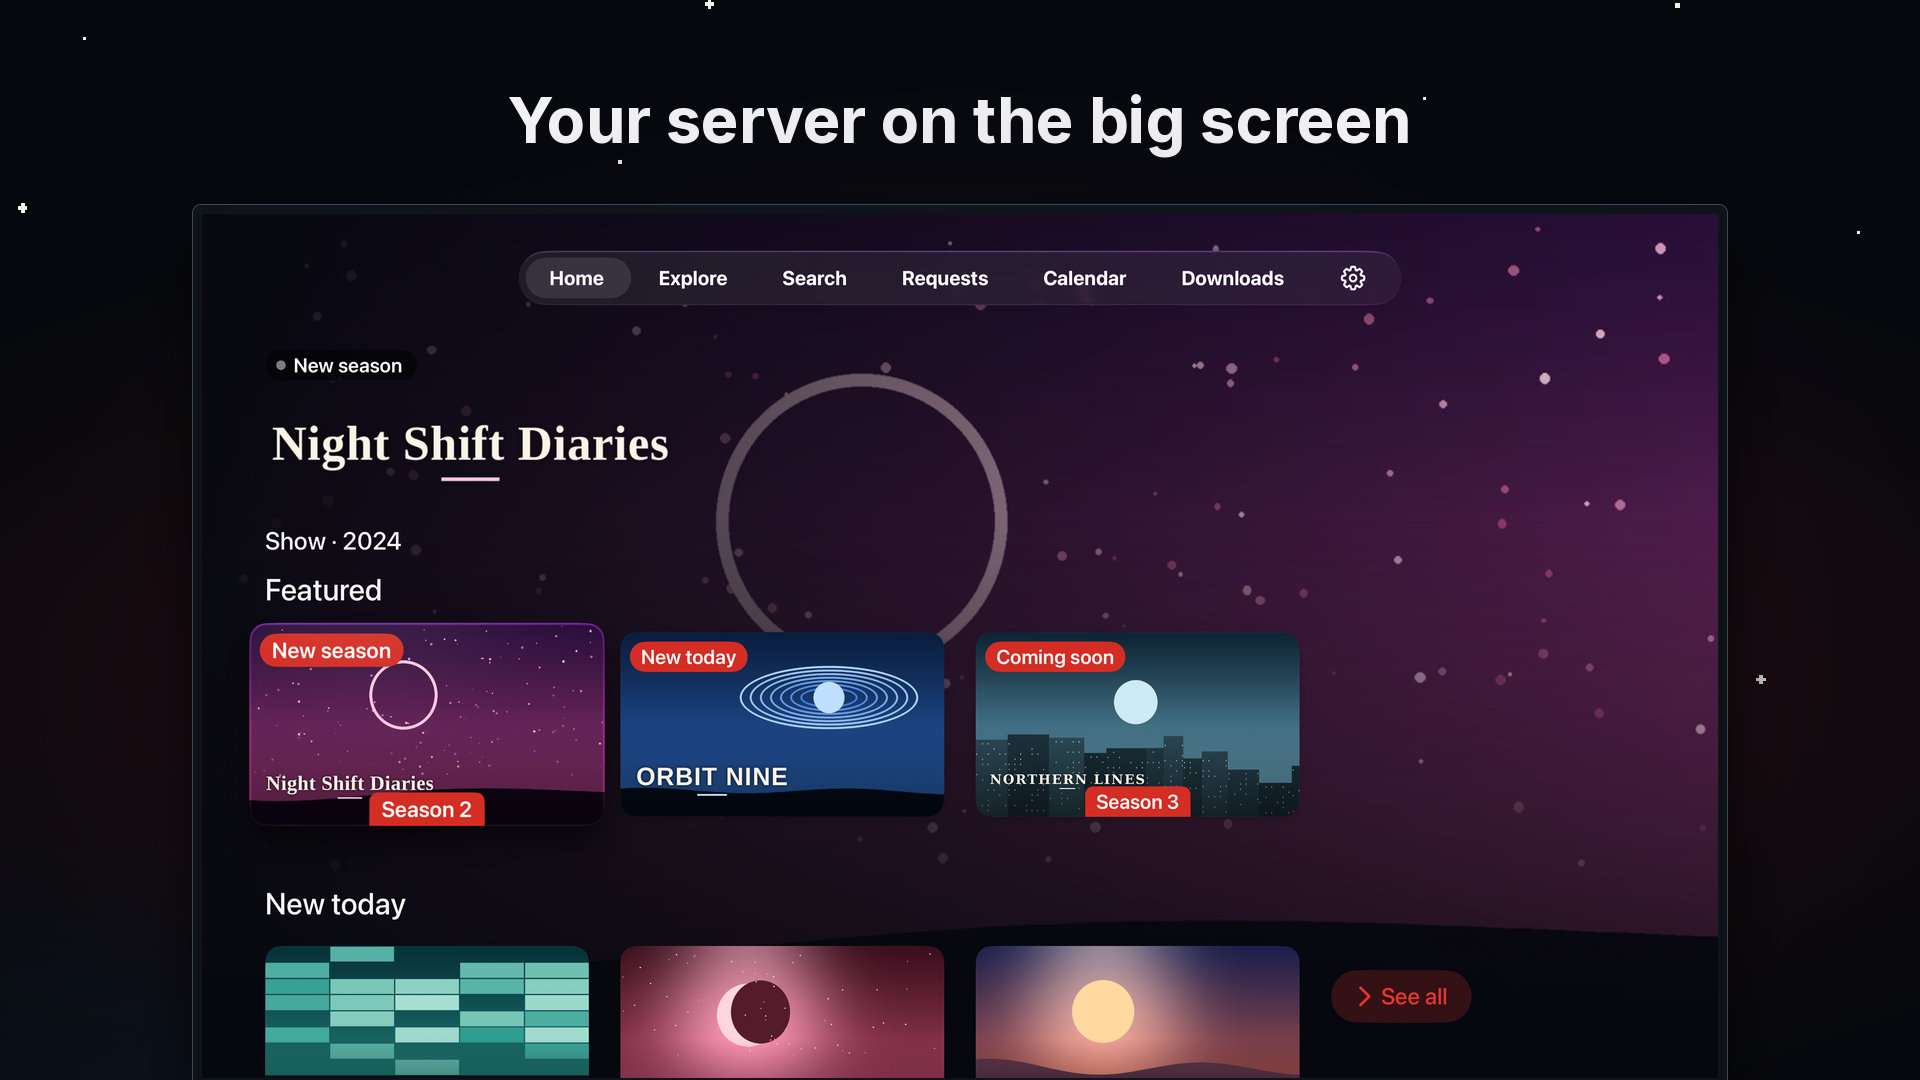 Your server on the big screen
Home Explore Search Requests Calendar Downloads
New season
Night Shift Diaries
Show · 2024
Featured
New season
Night Shift Diaries
Season 2
New today
ORBIT NINE
Coming soon
NORTHERN LINES
Season 3
New today
See all